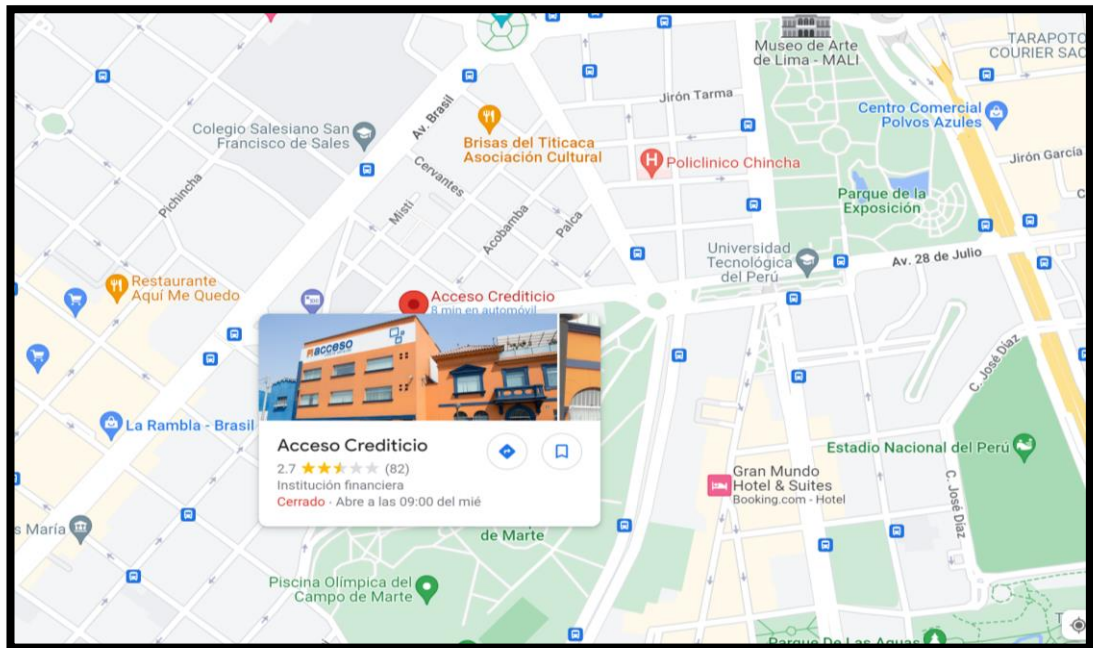 Museo de Arte
de Lima - MALI
TARAPOTO
COURIER SAC
Jirón Tarma
Av. Brasil
Centro Comercial
Polvos Azules
Colegio Salesiano San
Francisco de Sales
Brisas del Titicaca
Asociación Cultural
Cervantes
H
Policlinico Chincha
Jirón García
Pichincha
Misti
Acobamba
Palca
Parque de la
Exposición
Universidad
Tecnológica
del Perú
Av. 28 de Julio
Restaurante
Aquí Me Quedo
Acceso Crediticio
8 min en automóvil
acceso
C. José Díaz
La Rambla - Brasil
Acceso Crediticio
2.7 (82)
Institución financiera
Cerrado · Abre a las 09:00 del mié
Estadio Nacional del Perú
Gran Mundo
Hotel & Suites
Booking.com - Hotel
C. José Díaz
s María
de Marte
Piscina Olímpica del
Campo de Marte
Parque De Las Aguas